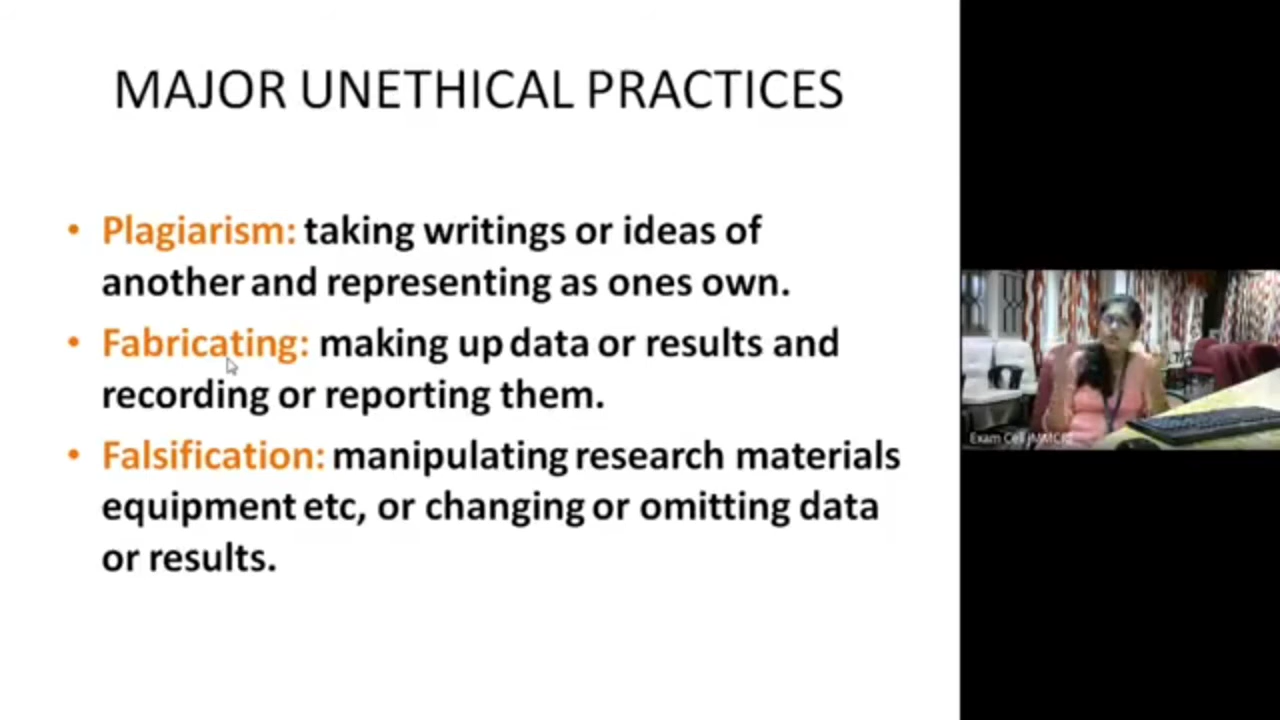 MAJOR UNETHICAL PRACTICES
• Plagiarism: taking writings or ideas of
another and representing as ones own.
• Fabricating: making up data or results and
recording or reporting them.
• Falsification: manipulating research materials
equipment etc, or changing or omitting data
or results.
Exam Cell